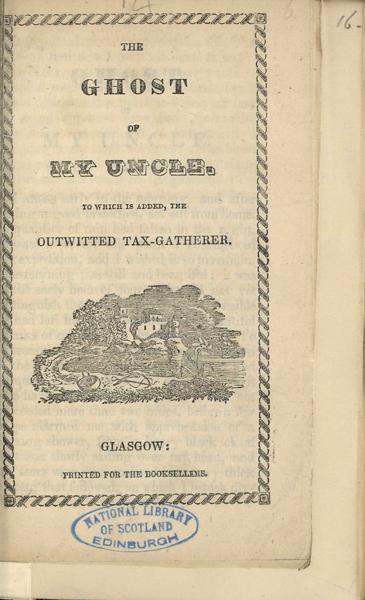 16.
THE
GHOST
OF
MY UNCLE.
TO WHICH IS ADDED, THE
OUTWITTED TAX-GATHERER.
GLASGOW:
PRINTED FOR THE BOOKSELLERS.
NATIONAL LIBRARY
OF SCOTLAND
EDINBURGH